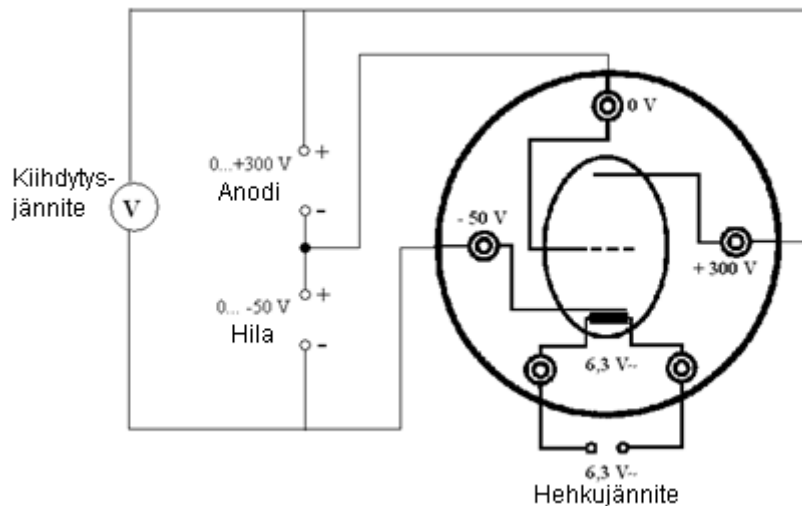 0 V
Kiihdytys-
jännite
V
+
0...+300 V
Anodi
-
- 50 V
+ 300 V
+
0... -50 V
Hila
-
6,3 V~
6,3 V~
Hehkujännite